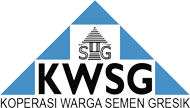 SG
KWSG
KOPERASI WARGA SEMEN GRESIK